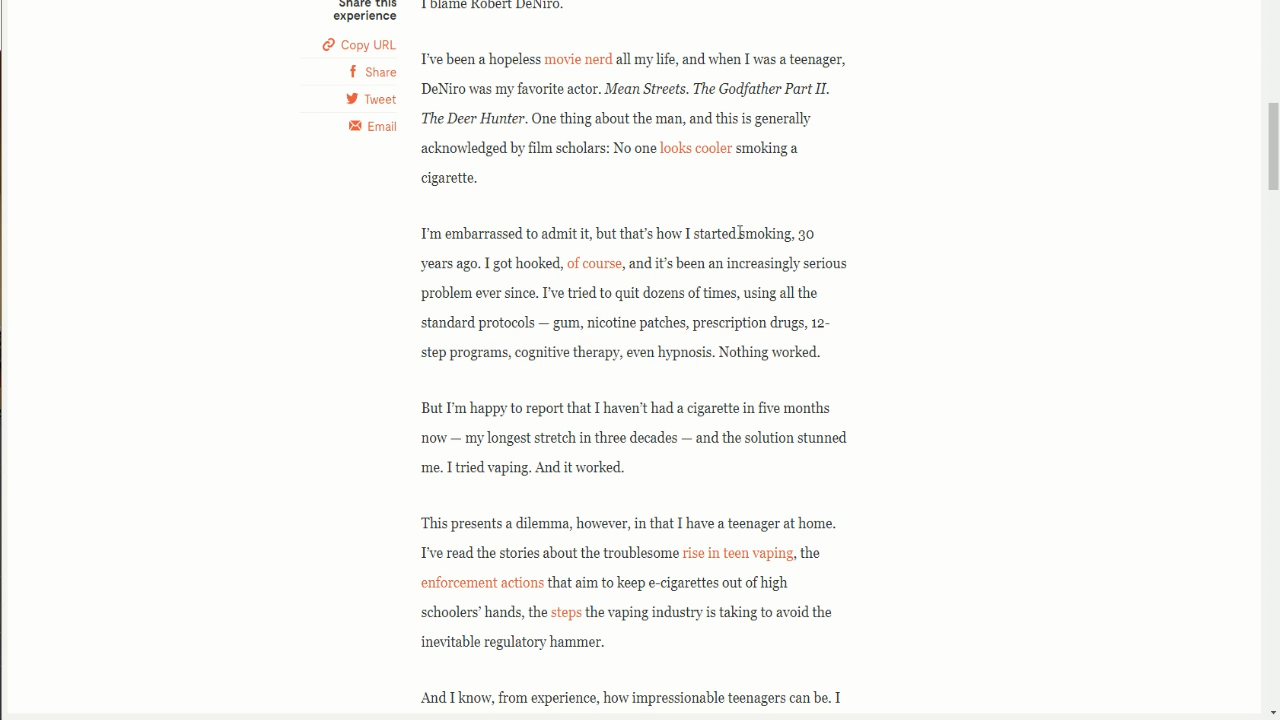 Share this
experience
Copy URL
Share
Tweet
Email
I blame Robert DeNiro.
I’ve been a hopeless movie nerd all my life, and when I was a teenager,
DeNiro was my favorite actor. Mean Streets. The Godfather Part II.
The Deer Hunter. One thing about the man, and this is generally
acknowledged by film scholars: No one looks cooler smoking a
cigarette.
I’m embarrassed to admit it, but that’s how I started smoking, 30
years ago. I got hooked, of course, and it’s been an increasingly serious
problem ever since. I’ve tried to quit dozens of times, using all the
standard protocols — gum, nicotine patches, prescription drugs, 12-
step programs, cognitive therapy, even hypnosis. Nothing worked.
But I’m happy to report that I haven’t had a cigarette in five months
now — my longest stretch in three decades — and the solution stunned
me. I tried vaping. And it worked.
This presents a dilemma, however, in that I have a teenager at home.
I’ve read the stories about the troublesome rise in teen vaping, the
enforcement actions that aim to keep e-cigarettes out of high
schoolers’ hands, the steps the vaping industry is taking to avoid the
inevitable regulatory hammer.
And I know, from experience, how impressionable teenagers can be. I